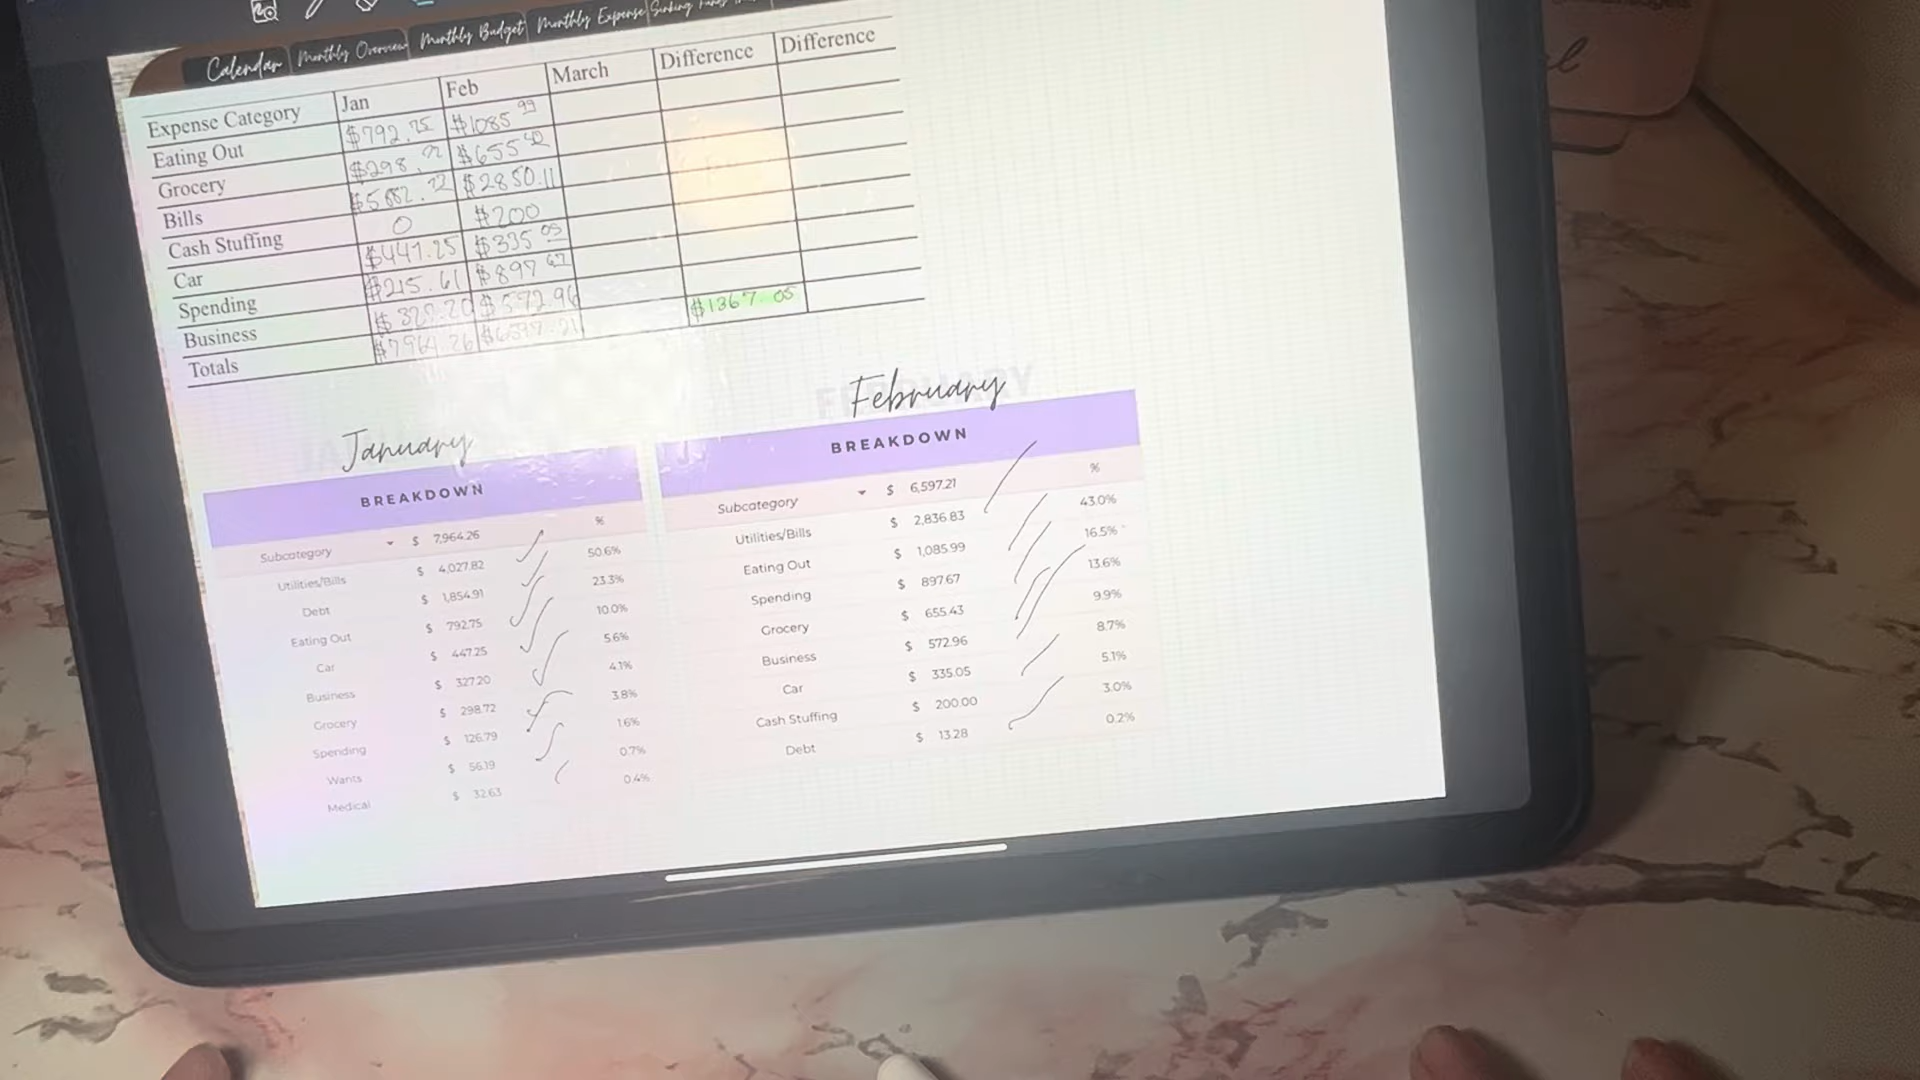 Calendar Monthly Overview Monthly Budget Monthly Expense Sinking Funds
Expense Category Jan Feb March Difference Difference
Eating Out $792.75 $1085 99
Grocery $298.72 $655 42
Bills $5882.72 $2850.11
Cash Stuffing 0 $200
Car $447.25 $335 05
Spending $215.61 $897 67
Business $327.20 $572.96
Totals $7964.26 $6597.21 $1367.05
January
BREAKDOWN
Subcategory $ 7,964.26 %
Utilities/Bills $ 4,027.82 50.6%
Debt $ 1,854.91 23.3%
Eating Out $ 792.75 10.0%
Car $ 447.25 5.6%
Business $ 327.20 4.1%
Grocery $ 298.72 3.8%
Spending $ 126.79 1.6%
Wants $ 56.19 0.7%
Medical $ 32.63 0.4%
February
BREAKDOWN
Subcategory $ 6,597.21 %
Utilities/Bills $ 2,836.83 43.0%
Eating Out $ 1,085.99 16.5%
Spending $ 897.67 13.6%
Grocery $ 655.43 9.9%
Business $ 572.96 8.7%
Car $ 335.05 5.1%
Cash Stuffing $ 200.00 3.0%
Debt $ 13.28 0.2%